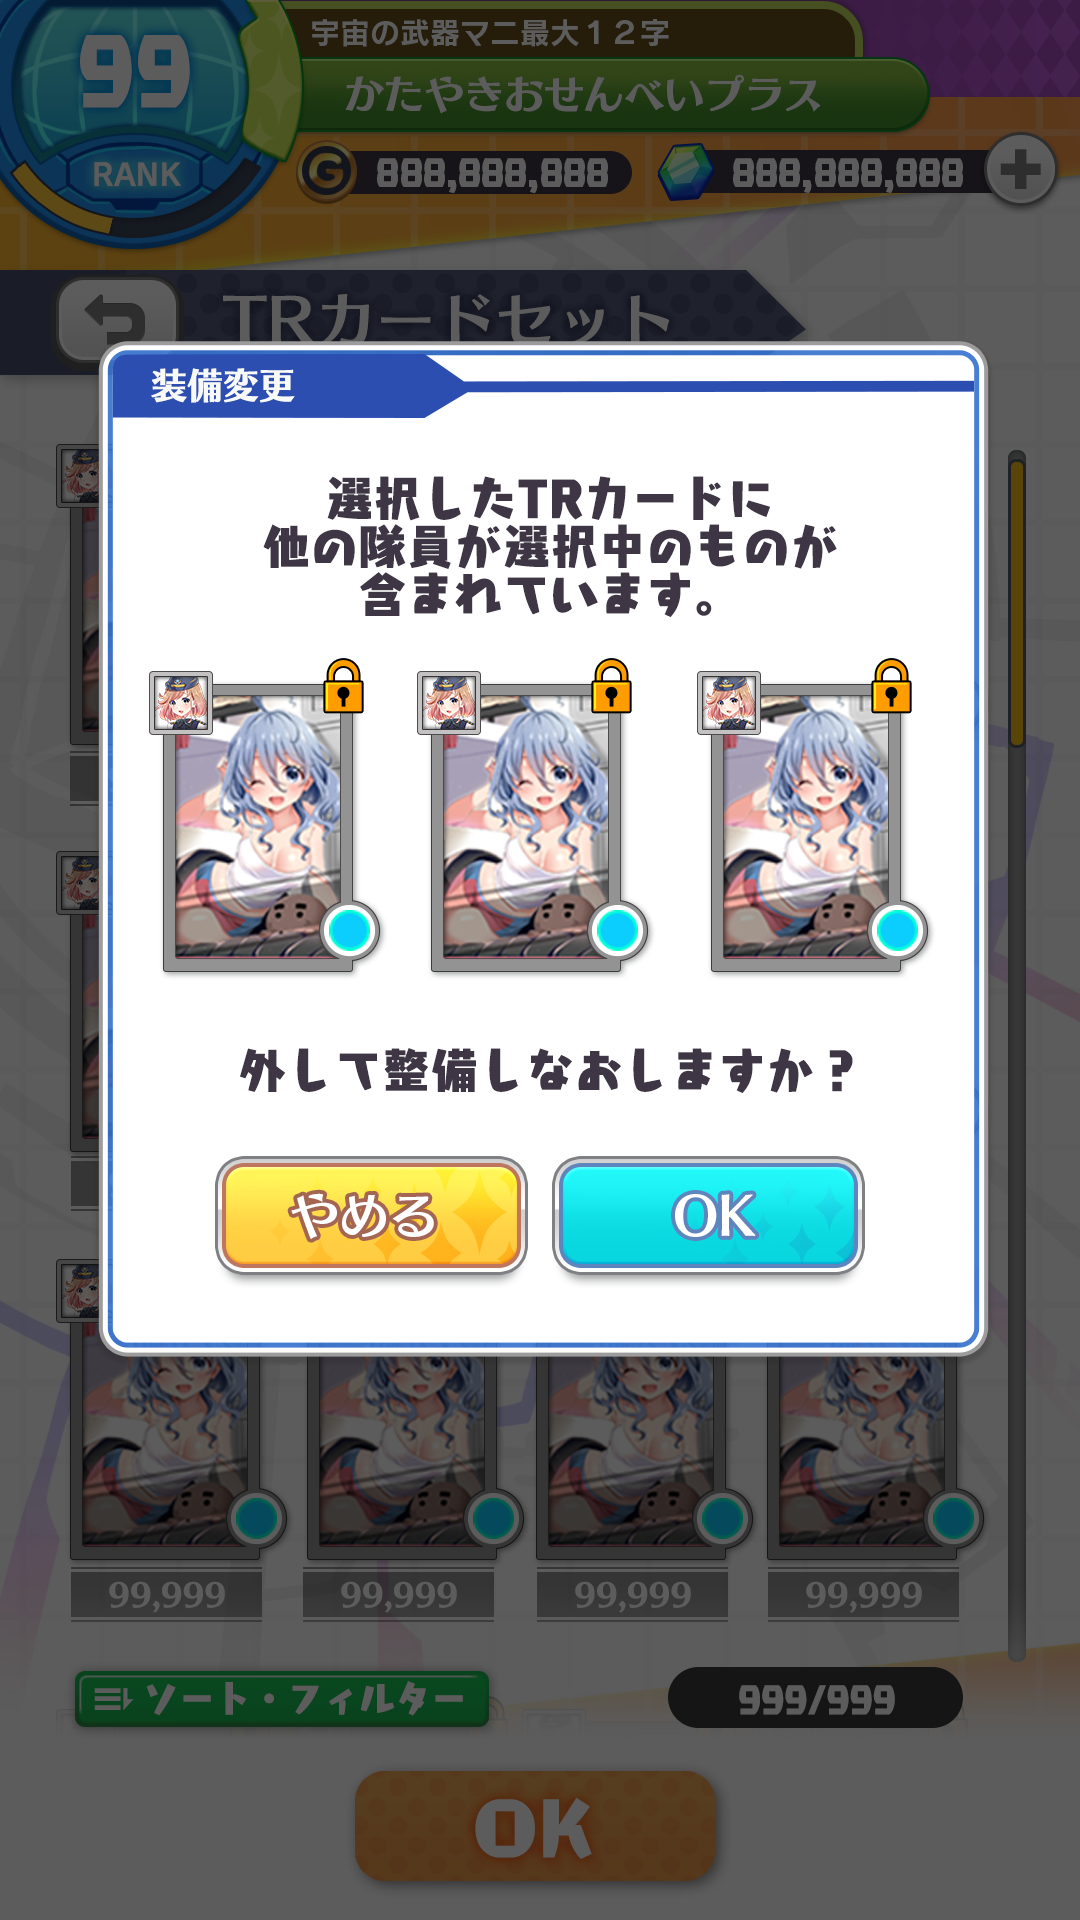 99
RANK
宇宙の武器マニ最大１２字
かたやきおせんべいプラス
G 888,888,888
888,888,888
TRカードセット
装備変更
選択したTRカードに
他の隊員が選択中のものが
含まれています。
外して整備しなおしますか？
やめる
OK
99,999
99,999
99,999
99,999
ソート・フィルター
999/999
OK